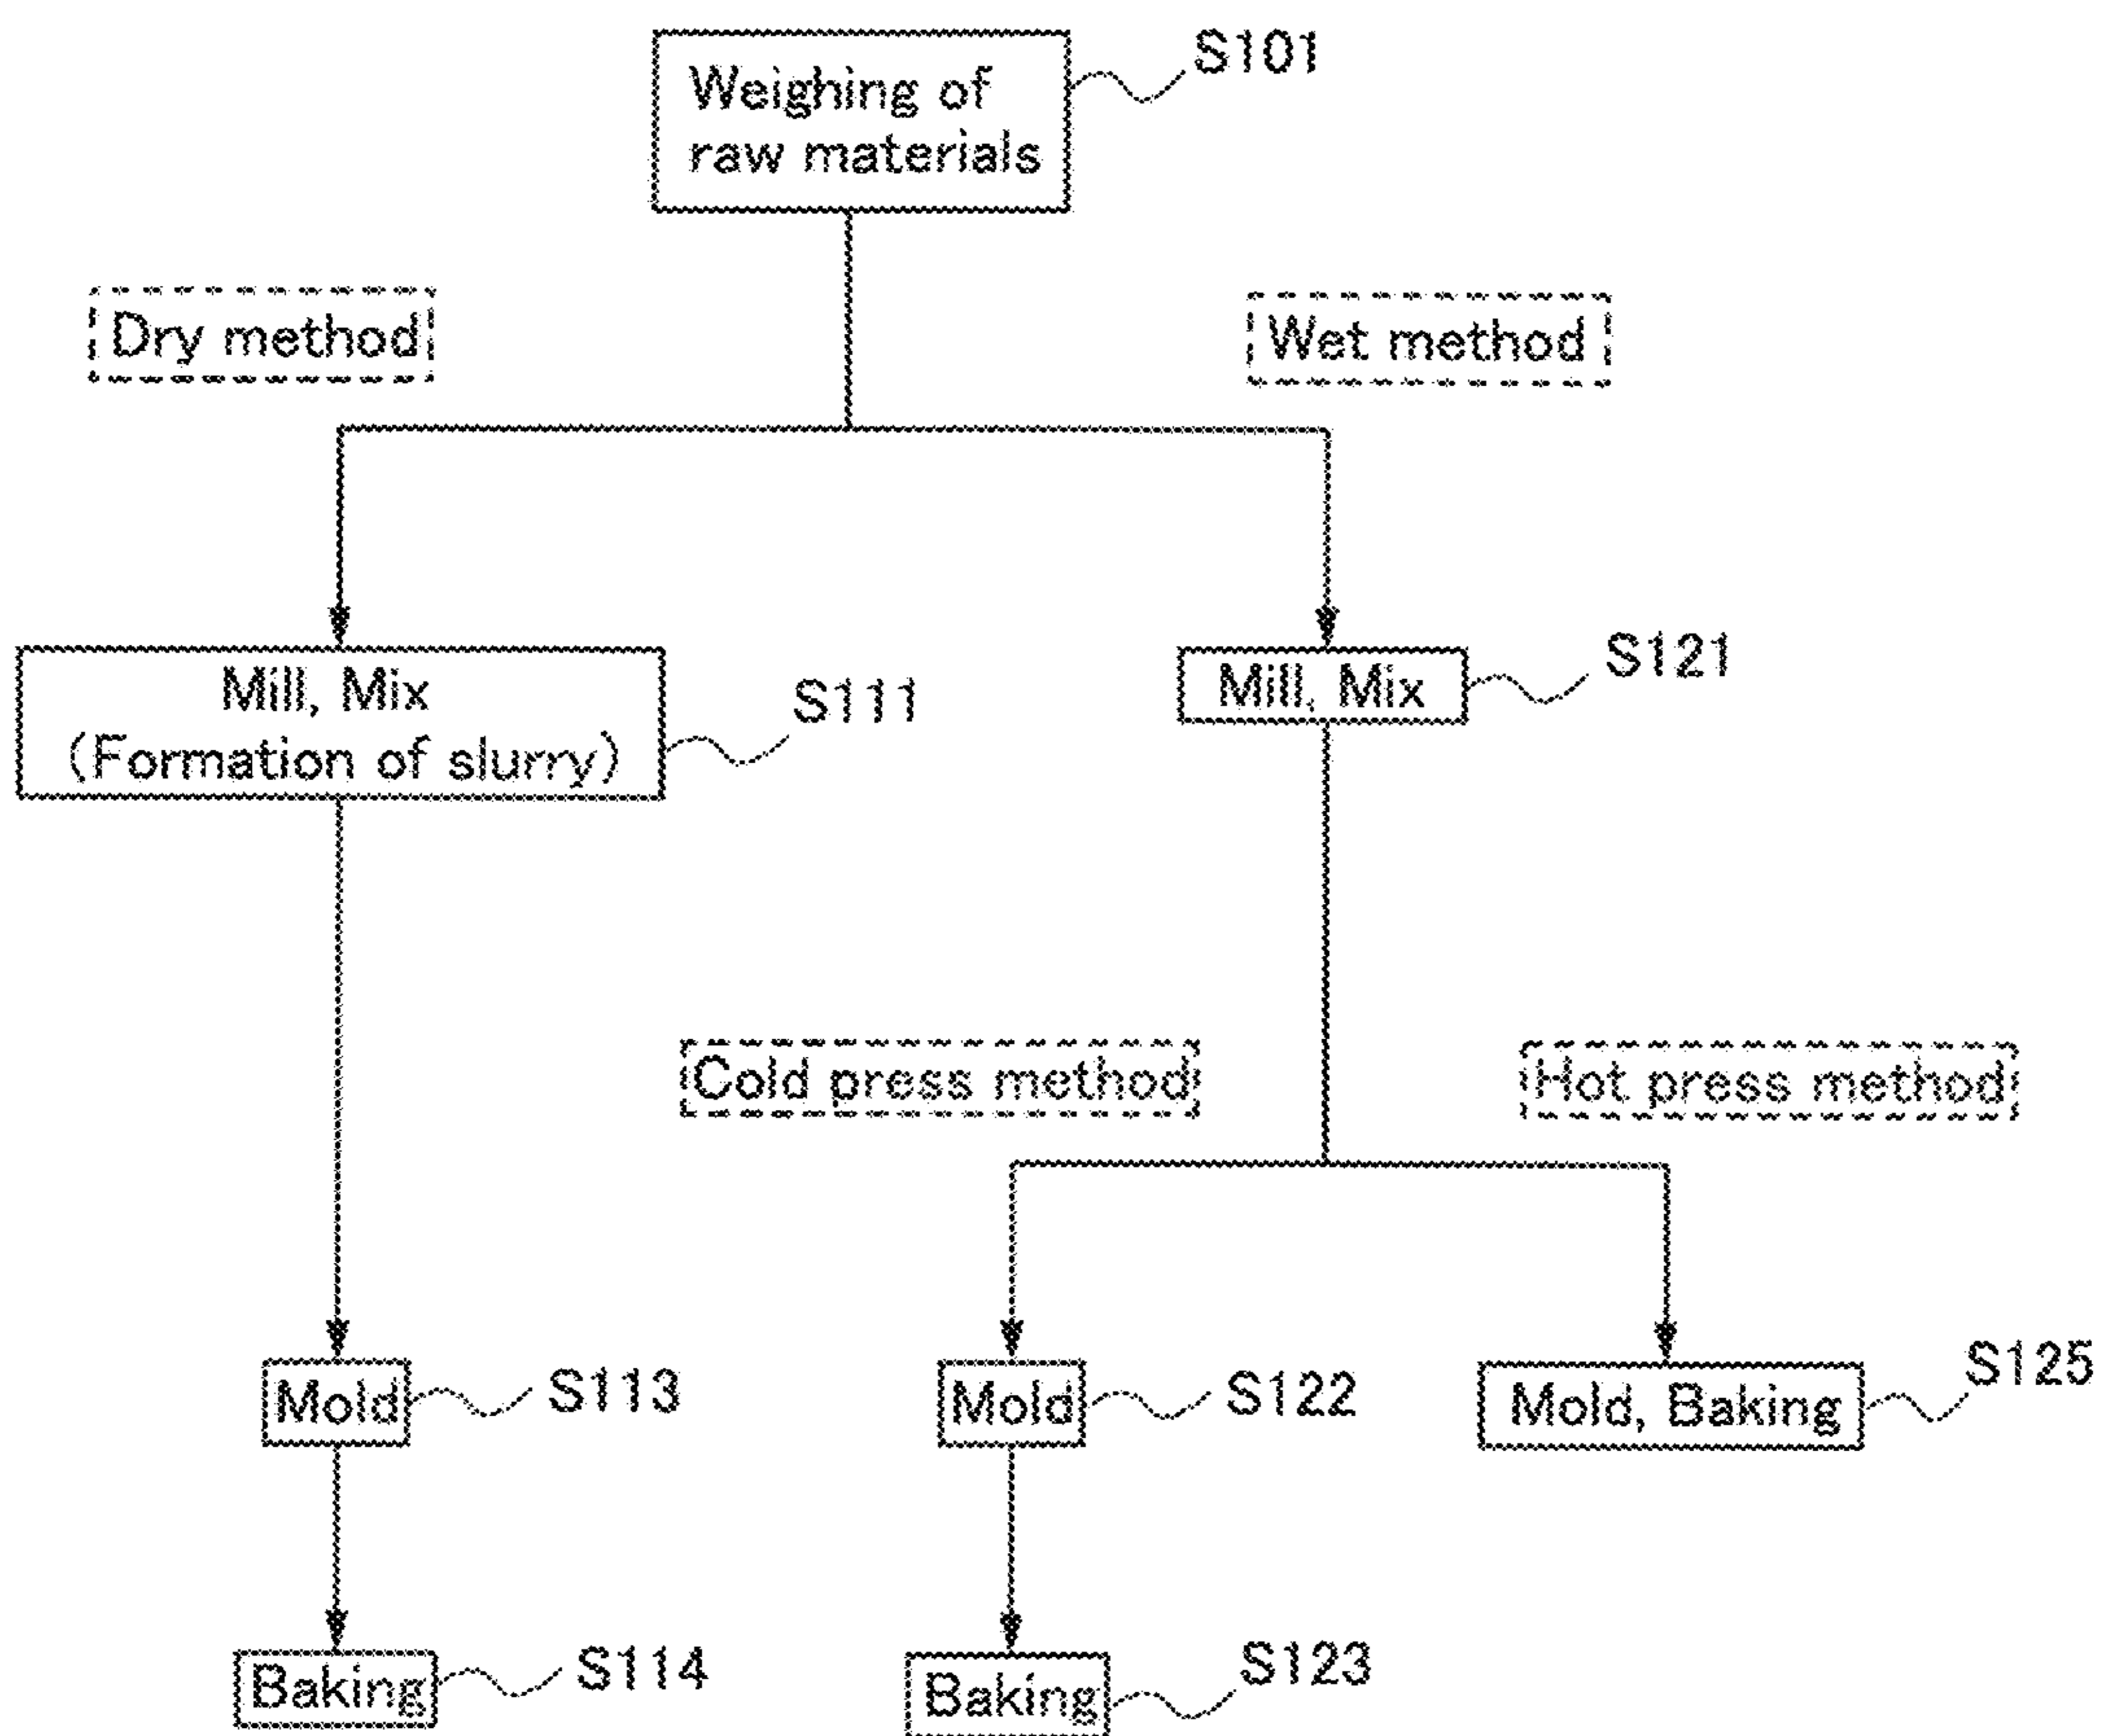 Weighing of
raw materials
S101
Dry method
Wet method
Mill, Mix
(Formation of slurry)
S111
Mill, Mix
S121
Cold press method
Hot press method
Mold
S113
Mold
S122
Mold, Baking
S125
Baking
S114
Baking
S123